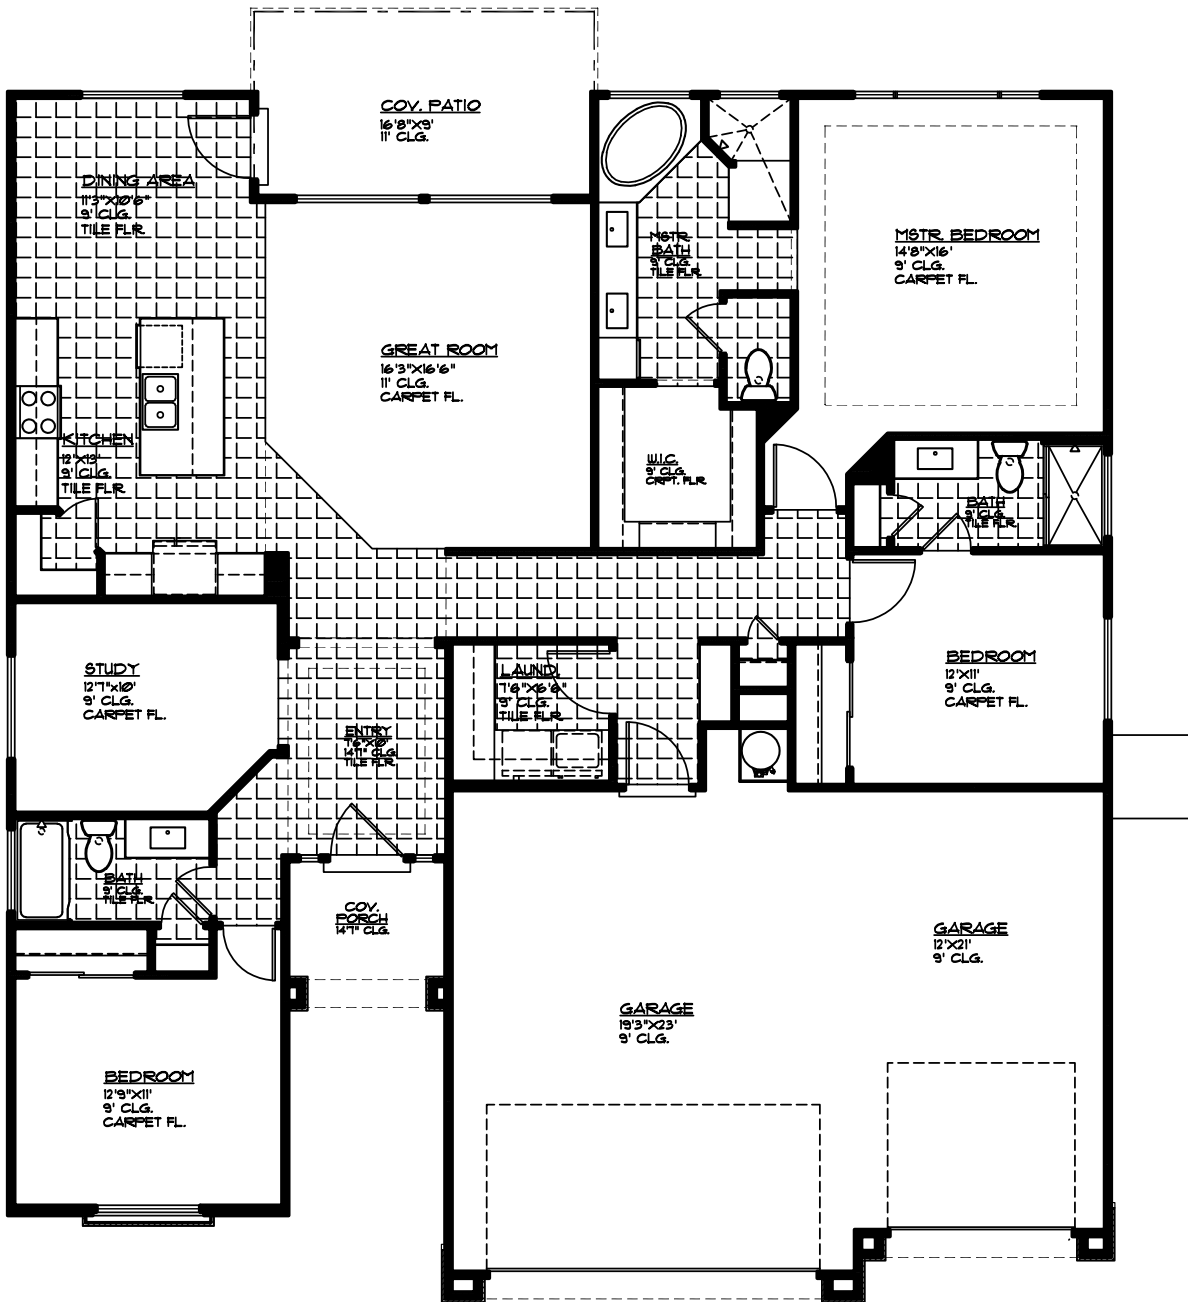 COV. PATIO
16'8"X9'
11' CLG.
DINING AREA
11'3"X10'6"
9' CLG.
TILE FLR.
MSTR.
BATH
9' CLG.
TILE FLR.
MSTR. BEDROOM
14'8"X16'
9' CLG.
CARPET FL.
GREAT ROOM
16'3"X16'6"
11' CLG.
CARPET FL.
KITCHEN
12'X13'
9' CLG.
TILE FLR.
W.I.C.
9' CLG.
CRPT. FLR.
BATH
9' CLG.
TILE FLR.
STUDY
12'7"x10'
9' CLG.
CARPET FL.
LAUND.
7'6"X6'6"
9' CLG.
TILE FLR.
BEDROOM
12'X11'
9' CLG.
CARPET FL.
ENTRY
14'7" CLG.
TILE FLR.
BATH
9' CLG.
TILE FLR.
COV.
PORCH
14'7" CLG.
GARAGE
12'X21'
9' CLG.
GARAGE
19'3"X23'
9' CLG.
BEDROOM
12'9"X11'
9' CLG.
CARPET FL.